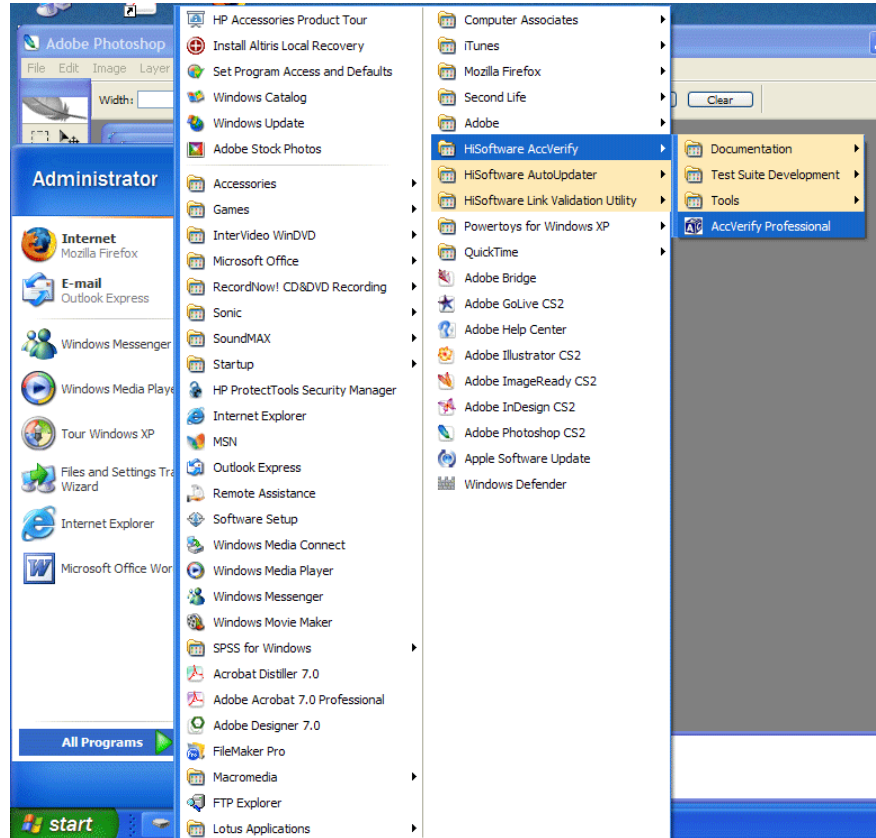 Adobe Photoshop
File Edit Image Layer
Width:
Clear
Administrator
Internet
Mozilla Firefox
E-mail
Outlook Express
Windows Messenger
Windows Media Playe
Tour Windows XP
Files and Settings Tra
Wizard
Internet Explorer
Microsoft Office Wor
All Programs
start
HP Accessories Product Tour
Install Altiris Local Recovery
Set Program Access and Defaults
Windows Catalog
Windows Update
Adobe Stock Photos
Accessories
Games
InterVideo WinDVD
Microsoft Office
RecordNow! CD&DVD Recording
Sonic
SoundMAX
Startup
HP ProtectTools Security Manager
Internet Explorer
MSN
Outlook Express
Remote Assistance
Software Setup
Windows Media Connect
Windows Media Player
Windows Messenger
Windows Movie Maker
SPSS for Windows
Acrobat Distiller 7.0
Adobe Acrobat 7.0 Professional
Adobe Designer 7.0
FileMaker Pro
Macromedia
FTP Explorer
Lotus Applications
Computer Associates
iTunes
Mozilla Firefox
Second Life
Adobe
HiSoftware AccVerify
HiSoftware AutoUpdater
HiSoftware Link Validation Utility
Powertoys for Windows XP
QuickTime
Adobe Bridge
Adobe GoLive CS2
Adobe Help Center
Adobe Illustrator CS2
Adobe ImageReady CS2
Adobe InDesign CS2
Adobe Photoshop CS2
Apple Software Update
Windows Defender
Documentation
Test Suite Development
Tools
AccVerify Professional